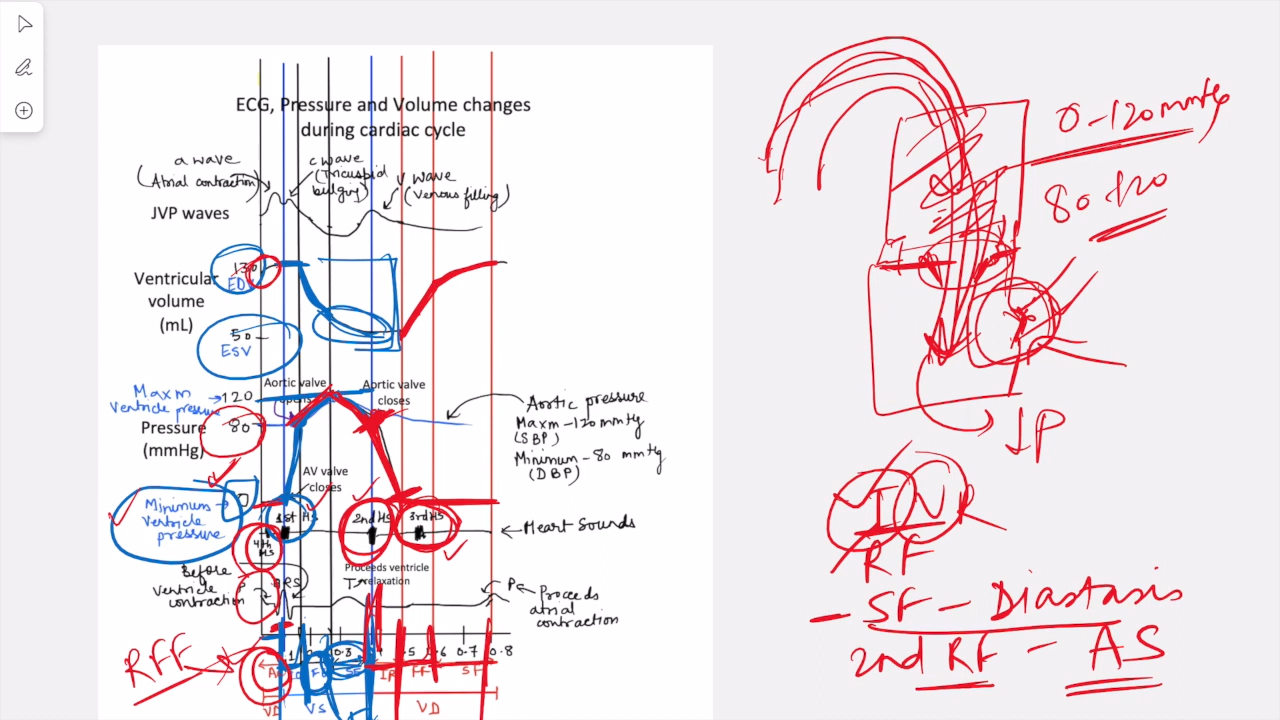 ECG, Pressure and Volume changes
during cardiac cycle
a wave
(Atrial contraction)
c wave
(Tricuspid
bulging)
v wave
(Venous filling)
JVP waves
130
EDV
Ventricular
volume
(mL)
50
ESV
Aortic valve
opens
Aortic valve
closes
Maxm
ventricle pressure
120
80
Pressure
(mmHg)
Aortic pressure
Maxm - 120 mmHg
(SBP)
Minimum - 80 mmHg
(DBP)
AV valve
closes
0
Minimum
ventricle
pressure
1st HS
2nd HS
3rd HS
Heart Sounds
4th
HS
Before
ventricle
contraction
QRS
Proceeds ventricle
T relaxation
P
Proceeds
atrial
contraction
0.3
0.7
0.8
IR
FF
SF
VD
VS
VD
RFF
0-120 mmHg
80-120
↓P
IVR
RF
- SF - Diastasis
2nd RF - AS